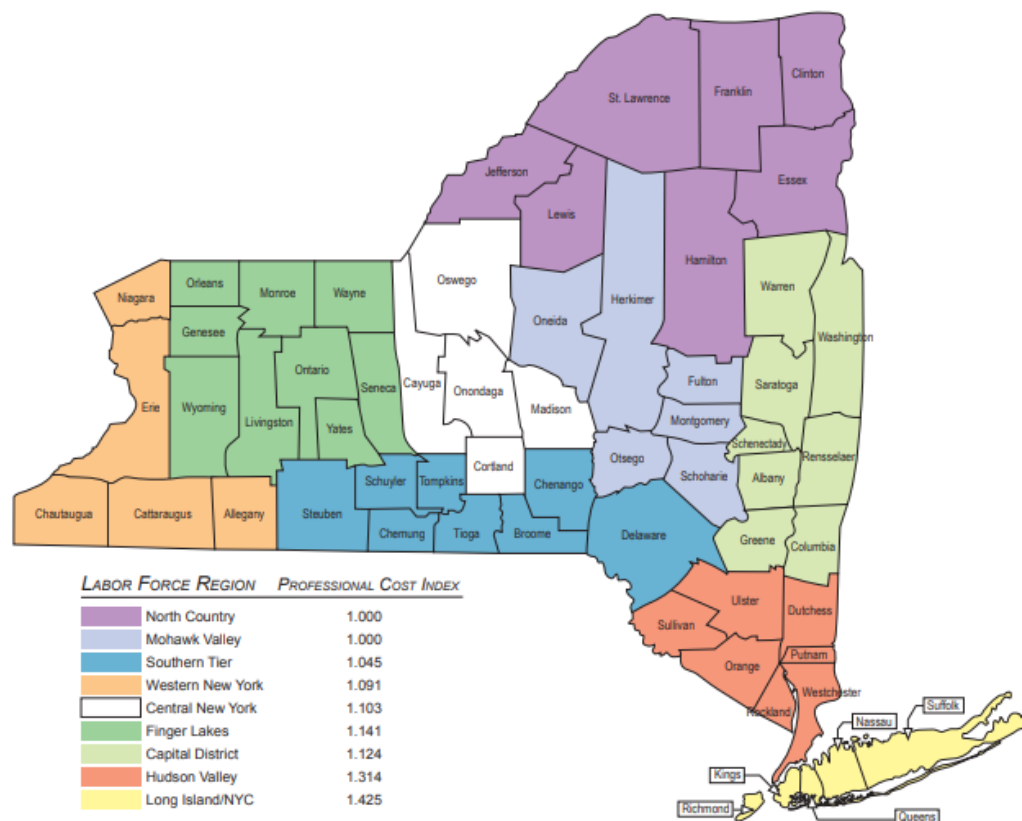 Clinton
Franklin
St. Lawrence
Jefferson
Essex
Lewis
Hamilton
Oswego
Herkimer
Warren
Niagara
Orleans
Monroe
Wayne
Oneida
Genesee
Washington
Ontario
Cayuga
Onondaga
Seneca
Fulton
Saratoga
Erie
Wyoming
Livingston
Madison
Montgomery
Yates
Schenectady
Rensselaer
Otsego
Cortland
Schoharie
Albany
Schuyler
Tompkins
Chenango
Chautaugua
Cattaraugus
Allegany
Steuben
Chemung
Tioga
Broome
Delaware
Greene
Columbia
LABOR FORCE REGION PROFESSIONAL COST INDEX
North Country 1.000
Mohawk Valley 1.000
Southern Tier 1.045
Western New York 1.091
Central New York 1.103
Finger Lakes 1.141
Capital District 1.124
Hudson Valley 1.314
Long Island/NYC 1.425
Ulster
Dutchess
Sullivan
Putnam
Orange
Westchester
Rockland
Suffolk
Nassau
Kings
Richmond
Queens